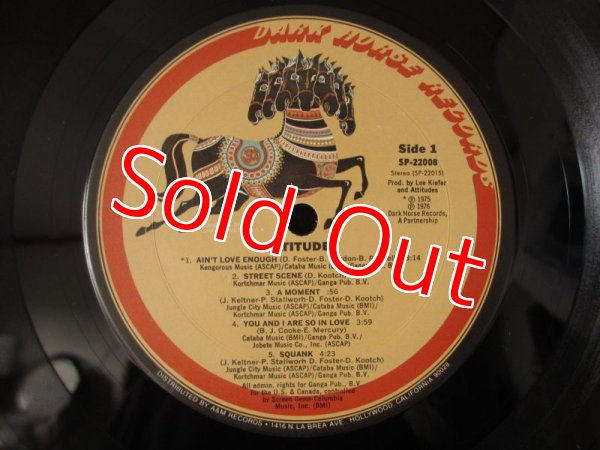 DARK HORSE RECORDS
Side 1
SP-22008
Stereo (SP-22015)
Prod. by Lee Kiefer
and Attitudes
* ℗ 1975
℗ 1976
Dark Horse Records,
A Partnership
Sold Out
TITUDE
*1. AIN'T LOVE ENOUGH (D. Foster-B. 3:14
Kengorous Music (ASCAP)/Cataba Music
2. STREET SCENE (D. Kootch)
Kortchmar Music (ASCAP)/Ganga Pub. B.V.
3. A MOMENT :56
(J. Keltner-P. Stallworh-D. Foster-D. Kootch)
Jungle City Music (ASCAP)/Cataba Music (BMI)/
Kortchmar Music (ASCAP)/Ganga Pub. B.V.
4. YOU AND I ARE SO IN LOVE 3:59
(B. J. Cooke-E. Mercury)
Cataba Music (BMI)/Ganga Pub. B.V./
Jobete Music Co., Inc. (ASCAP)
5. SQUANK 4:23
(J. Keltner-P. Stallworh-D. Foster-D. Kootch)
Jungle City Music (ASCAP)/Cataba Music (BMI)/
Kortchmar Music (ASCAP)/Ganga Pub. B.V.
All admin. rights for Ganga Pub. B.V.
for the U.S. & Canada, controlled
by Screen Gems-Columbia
Music, Inc. (BMI)
DISTRIBUTED BY A&M RECORDS • 1416 N. LA BREA AVE. HOLLYWOOD, CALIFORNIA 90028